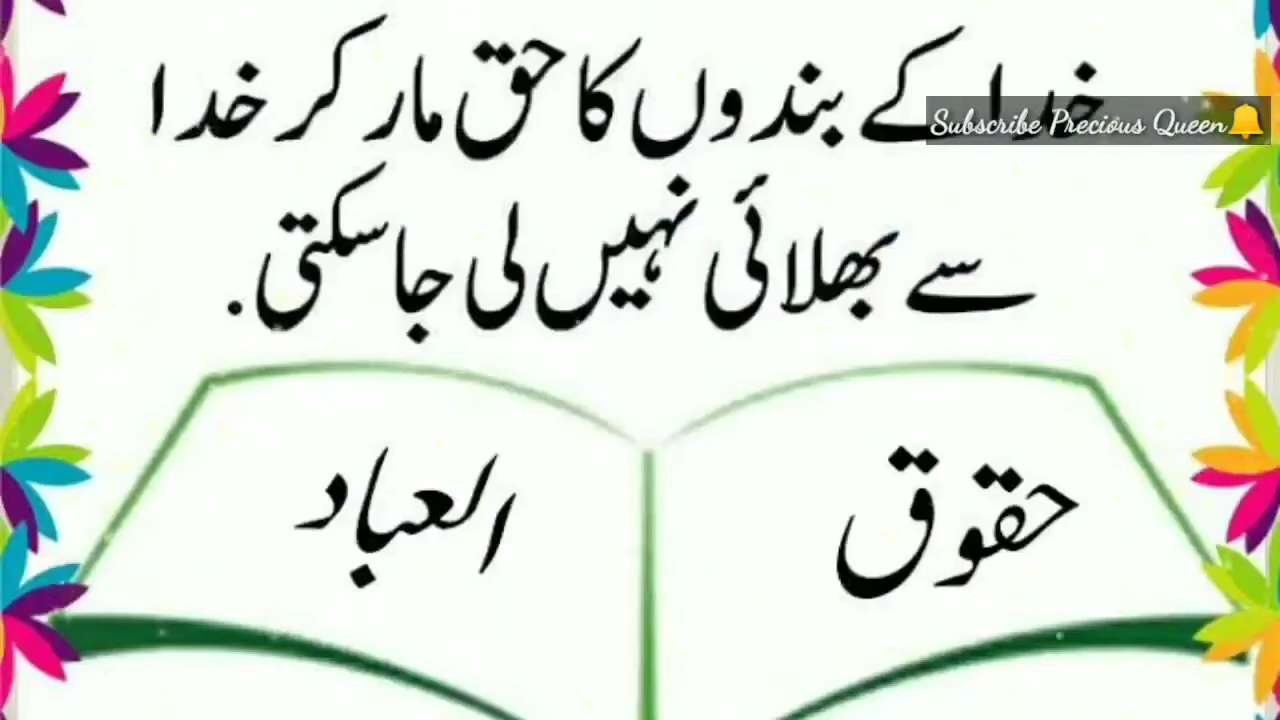 خدا کے بندوں کا حق مار کر خدا
Subscribe Precious Queen🔔
سے بھلائی نہیں لی جا سکتی.
حقوق العباد